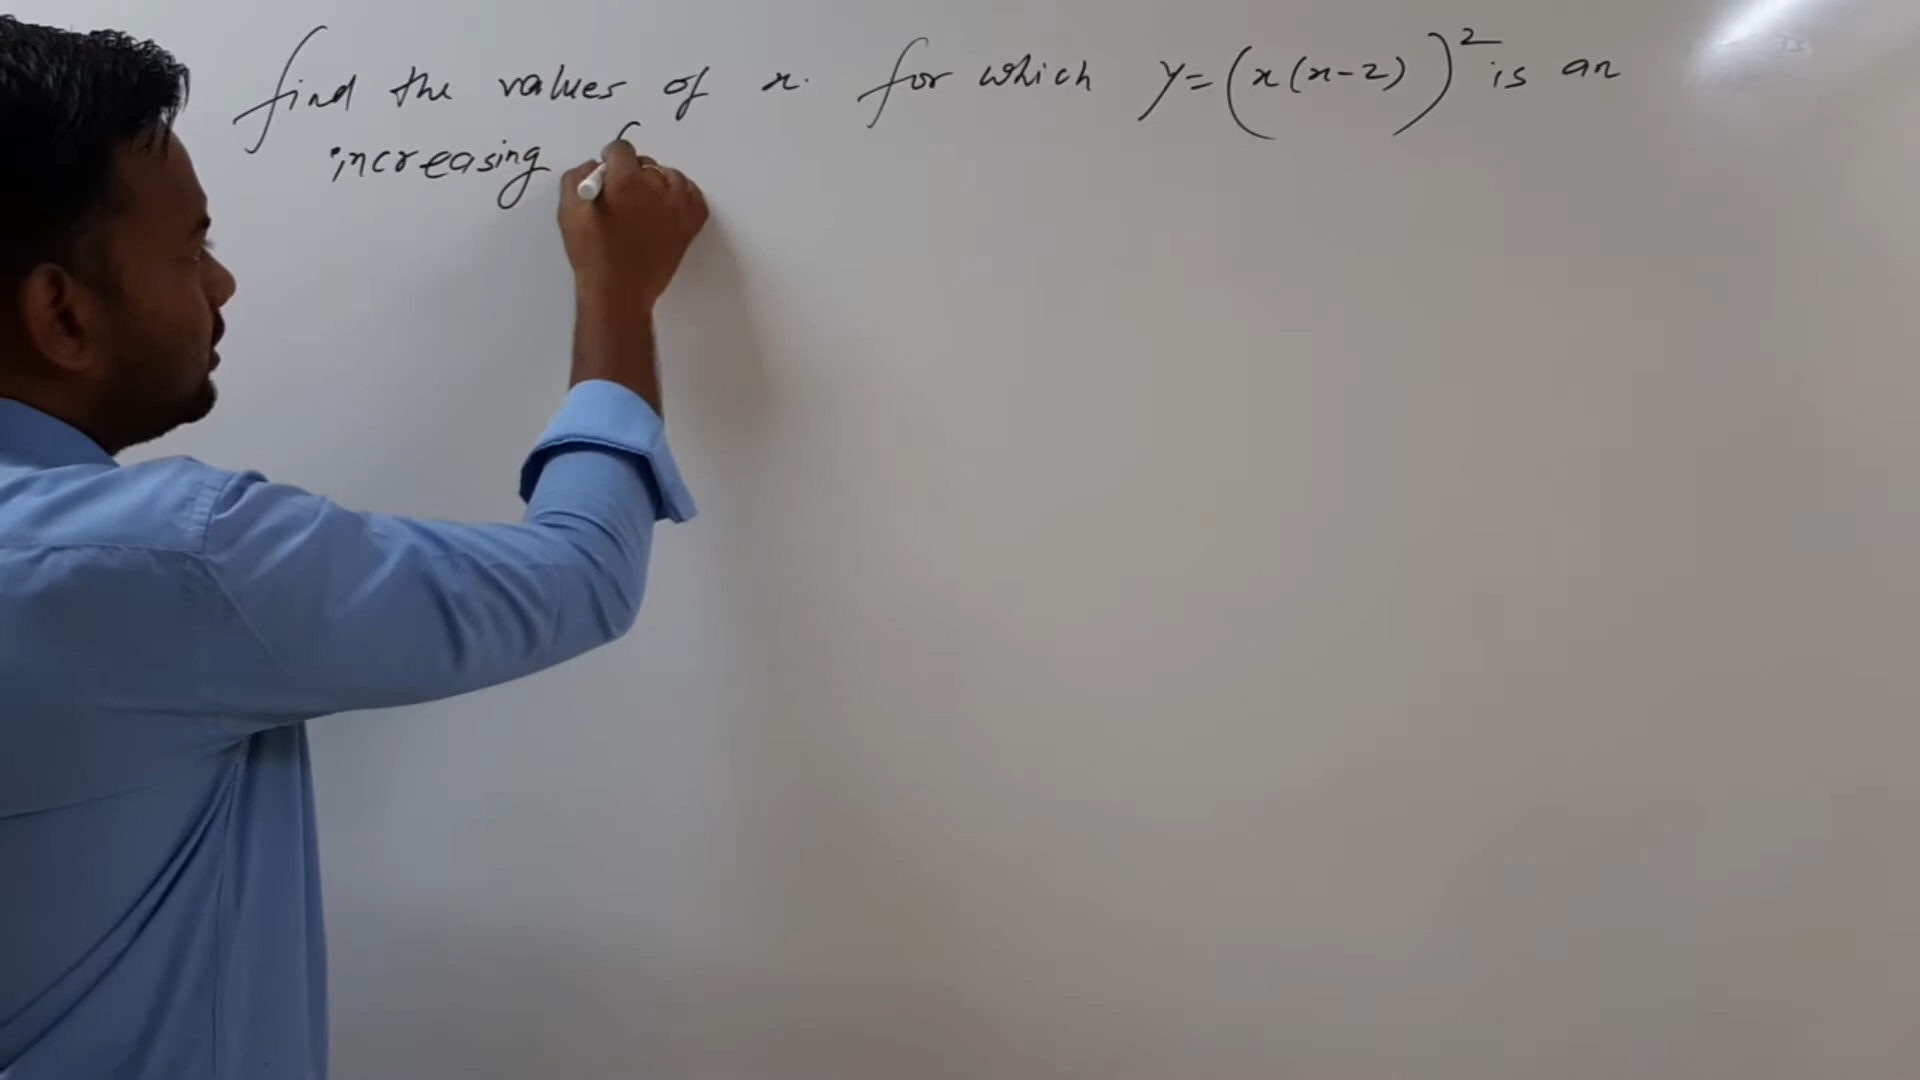 find the values of x. for which y=(x(x-2))² is an
increasing f